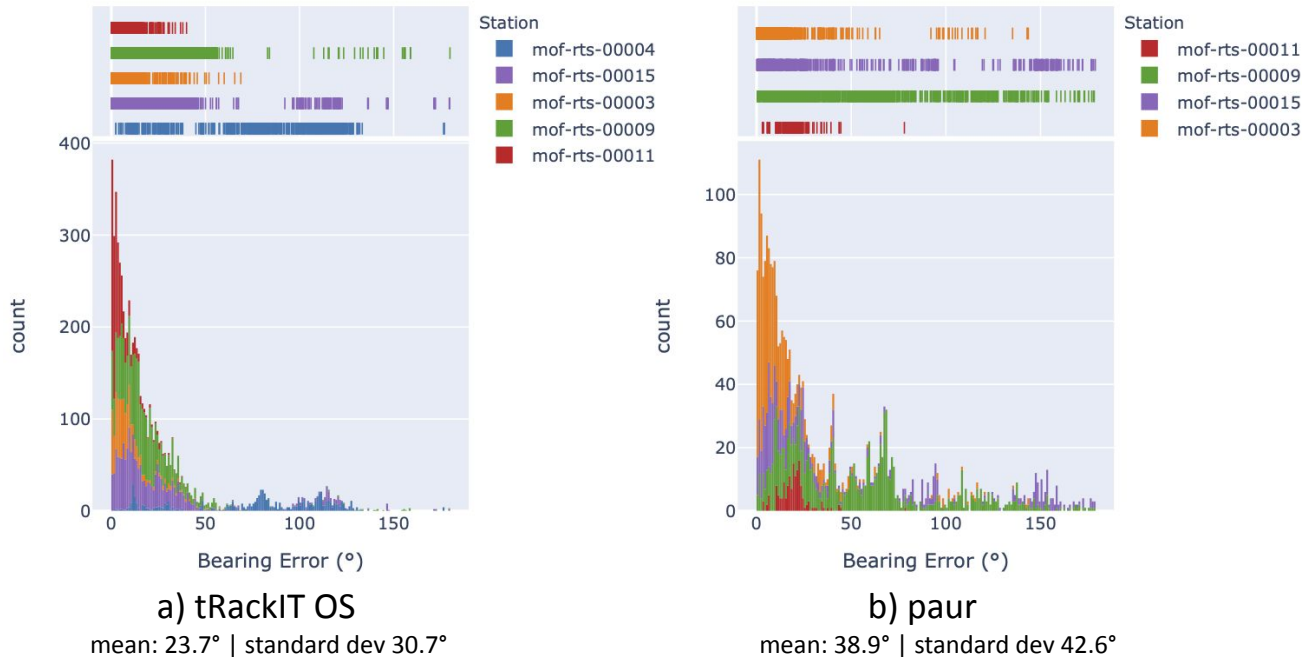 Station
mof-rts-00004
mof-rts-00015
mof-rts-00003
mof-rts-00009
mof-rts-00011
400
300
200
100
0
count
0 50 100 150
Bearing Error (°)
a) tRackIT OS
mean: 23.7° | standard dev 30.7°
Station
mof-rts-00011
mof-rts-00009
mof-rts-00015
mof-rts-00003
100
80
60
40
20
0
count
0 50 100 150
Bearing Error (°)
b) paur
mean: 38.9° | standard dev 42.6°